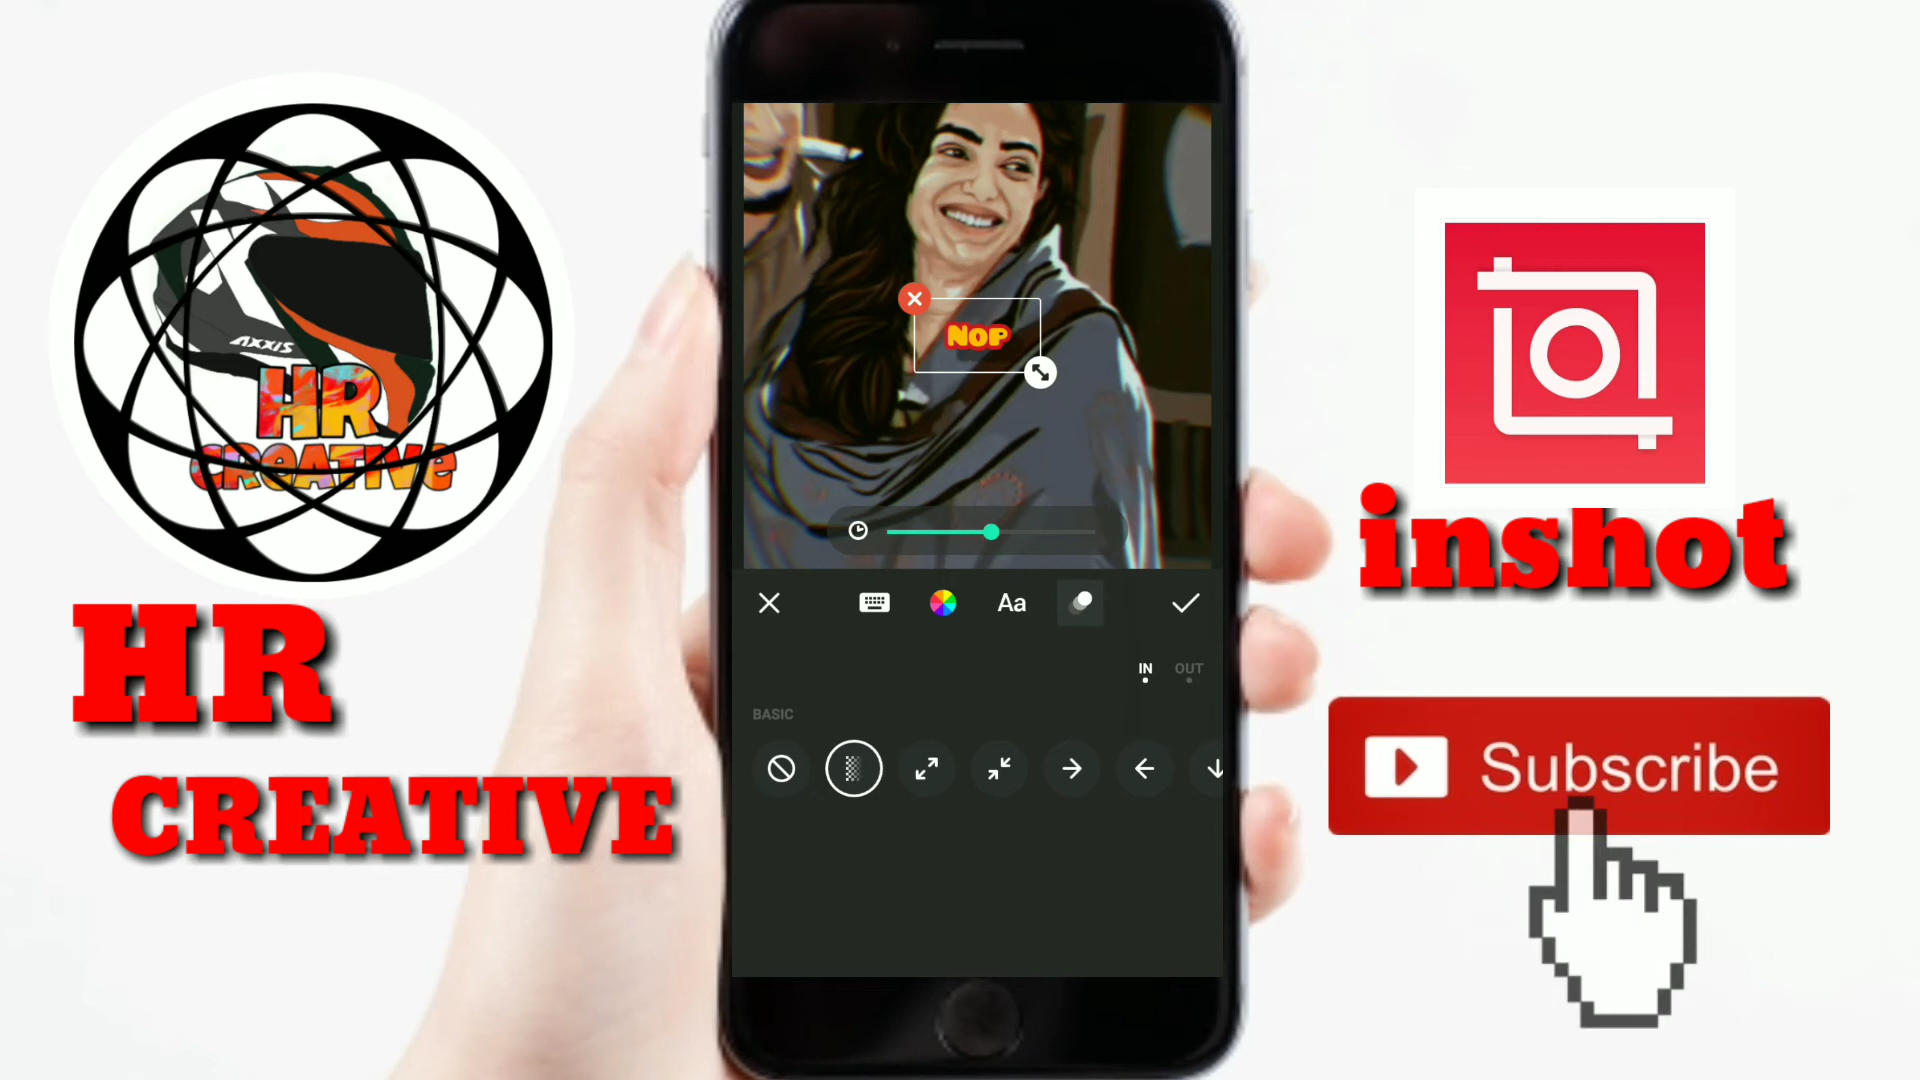 AXXIS
HR
CREATIVE
HR
CREATIVE
NOP
Aa
IN OUT
BASIC
inshot
Subscribe